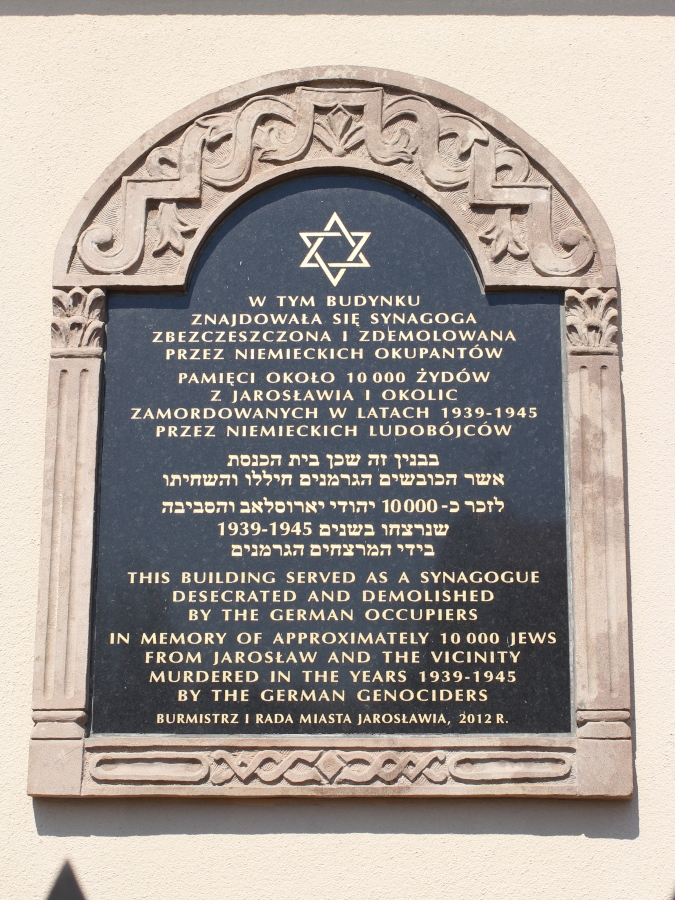 W TYM BUDYNKU
ZNAJDOWAŁA SIĘ SYNAGOGA
ZBEZCZESZCZONA I ZDEMOLOWANA
PRZEZ NIEMIECKICH OKUPANTÓW
PAMIĘCI OKOŁO 10 000 ŻYDÓW
Z JAROSŁAWIA I OKOLIC
ZAMORDOWANYCH W LATACH 1939-1945
PRZEZ NIEMIECKICH LUDOBÓJCÓW
בבנין זה שכן בית הכנסת
אשר הכובשים הגרמנים חיללו והשחיתו
לזכר כ- 10 000 יהודי יארוסלאב והסביבה
שנרצחו בשנים 1939-1945
בידי המרצחים הגרמנים
THIS BUILDING SERVED AS A SYNAGOGUE
DESECRATED AND DEMOLISHED
BY THE GERMAN OCCUPIERS
IN MEMORY OF APPROXIMATELY 10 000 JEWS
FROM JAROSŁAW AND THE VICINITY
MURDERED IN THE YEARS 1939-1945
BY THE GERMAN GENOCIDERS
BURMISTRZ I RADA MIASTA JAROSŁAWIA, 2012 R.